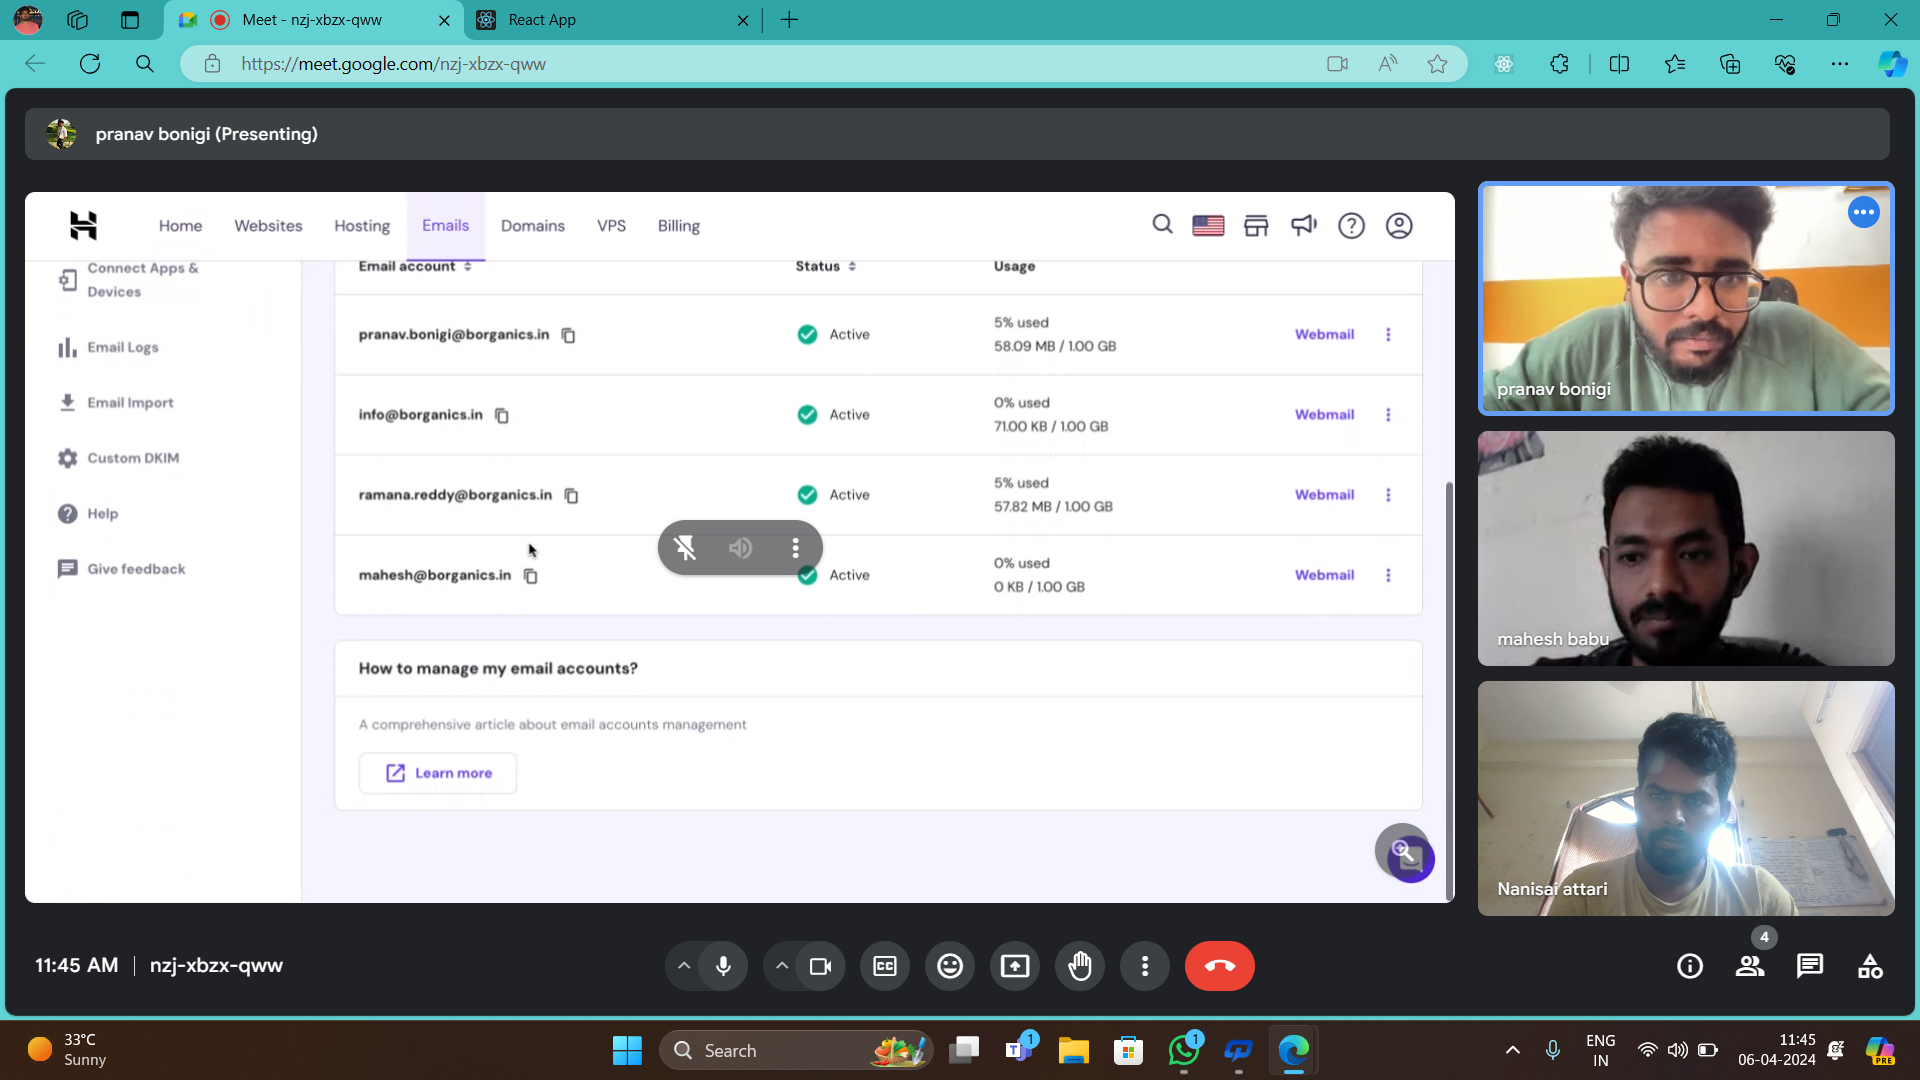 Meet - nzj-xbzx-qww
React App
https://meet.google.com/nzj-xbzx-qww
pranav bonigi (Presenting)
Home Websites Hosting Emails Domains VPS Billing
Connect Apps &
Devices
Email Logs
Email Import
Custom DKIM
Help
Give feedback
Email account Status Usage
pranav.bonigi@borganics.in Active 5% used Webmail
58.09 MB / 1.00 GB
info@borganics.in Active 0% used Webmail
71.00 KB / 1.00 GB
ramana.reddy@borganics.in Active 5% used Webmail
57.82 MB / 1.00 GB
mahesh@borganics.in Active 0% used Webmail
0 KB / 1.00 GB
How to manage my email accounts?
A comprehensive article about email accounts management
Learn more
pranav bonigi
mahesh babu
Nanisai attari
11:45 AM | nzj-xbzx-qww
CC
4
33°C
Sunny
Search
1
1
ENG
IN
11:45
06-04-2024
PRE